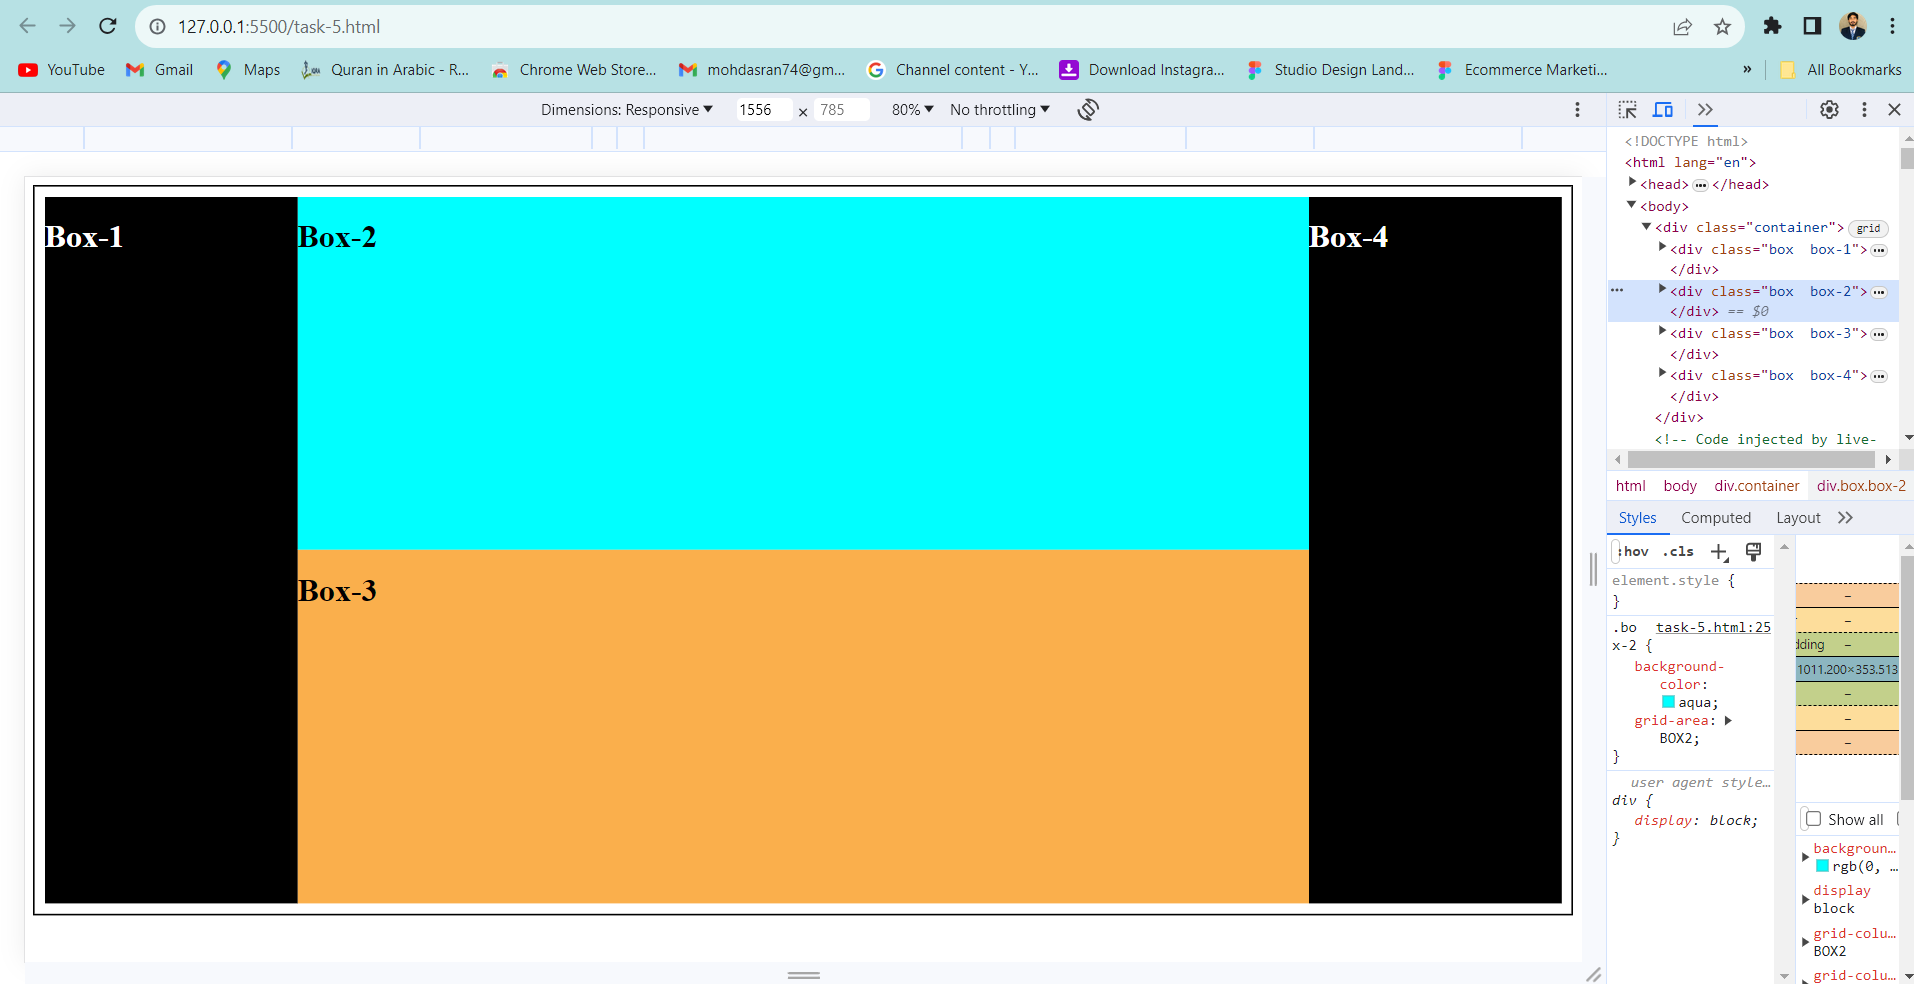 127.0.0.1:5500/task-5.html
YouTube Gmail Maps Quran in Arabic - R... Chrome Web Store... mohdasran74@gm... Channel content - Y... Download Instagra... Studio Design Land... Ecommerce Marketi... » All Bookmarks
Dimensions: Responsive 1556 × 785 80% No throttling
Box-1
Box-2
Box-4
Box-3
<!DOCTYPE html>
<html lang="en">
<head> ••• </head>
<body>
<div class="container"> grid
<div class="box  box-1"> •••
</div>
<div class="box  box-2"> •••
</div> == $0
<div class="box  box-3"> •••
</div>
<div class="box  box-4"> •••
</div>
</div>
<!-- Code injected by live-
html body div.container div.box.box-2
Styles Computed Layout
:hov .cls
element.style {
}
.bo task-5.html:25
x-2 {
background-
color:
aqua;
grid-area:
BOX2;
}
user agent style…
div {
display: block;
}
–
–
dding –
1011.200×353.513
–
–
–
Show all
backgroun…
rgb(0, …
display
block
grid-colu…
BOX2
grid-colu…